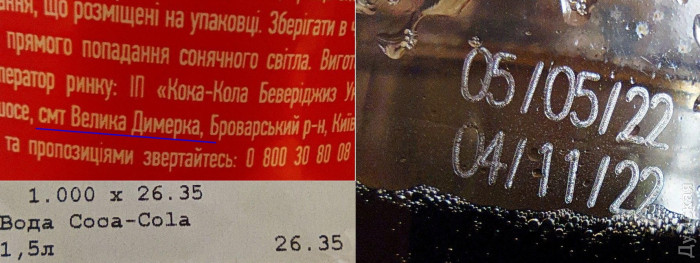 ання, що розміщені на упаковці. Зберігати в
прямого попадання сонячного світла. Вигот
ператор ринку: ІП «Кока-Кола Беверіджиз Ук
шосе, смт Велика Димерка, Броварський р-н, Київ
та пропозиціями звертайтесь: 0 800 30 80 08
1.000 x 26.35
Вода Coca-Cola
1,5л 26.35
05/05/22
04/11/22